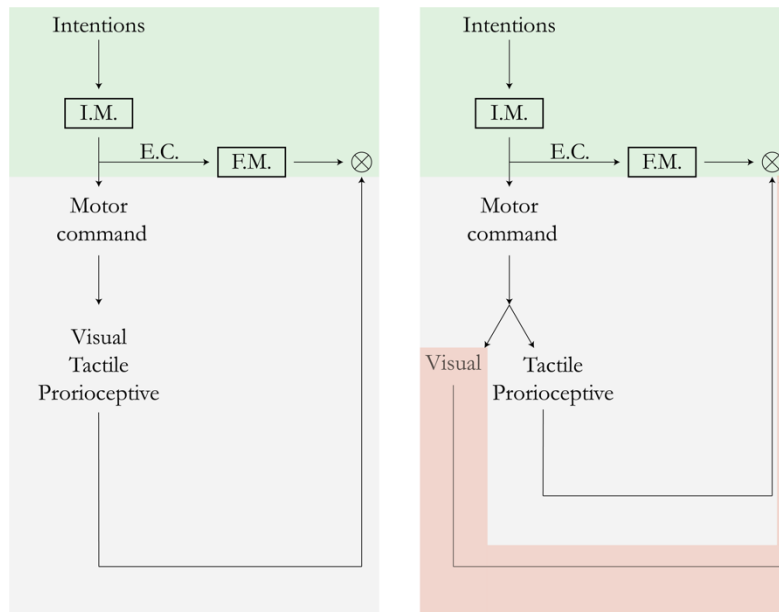 Intentions
I.M.
E.C.
F.M.
Motor
command
Visual
Tactile
Prorioceptive
Intentions
I.M.
E.C.
F.M.
Motor
command
Visual
Tactile
Prorioceptive